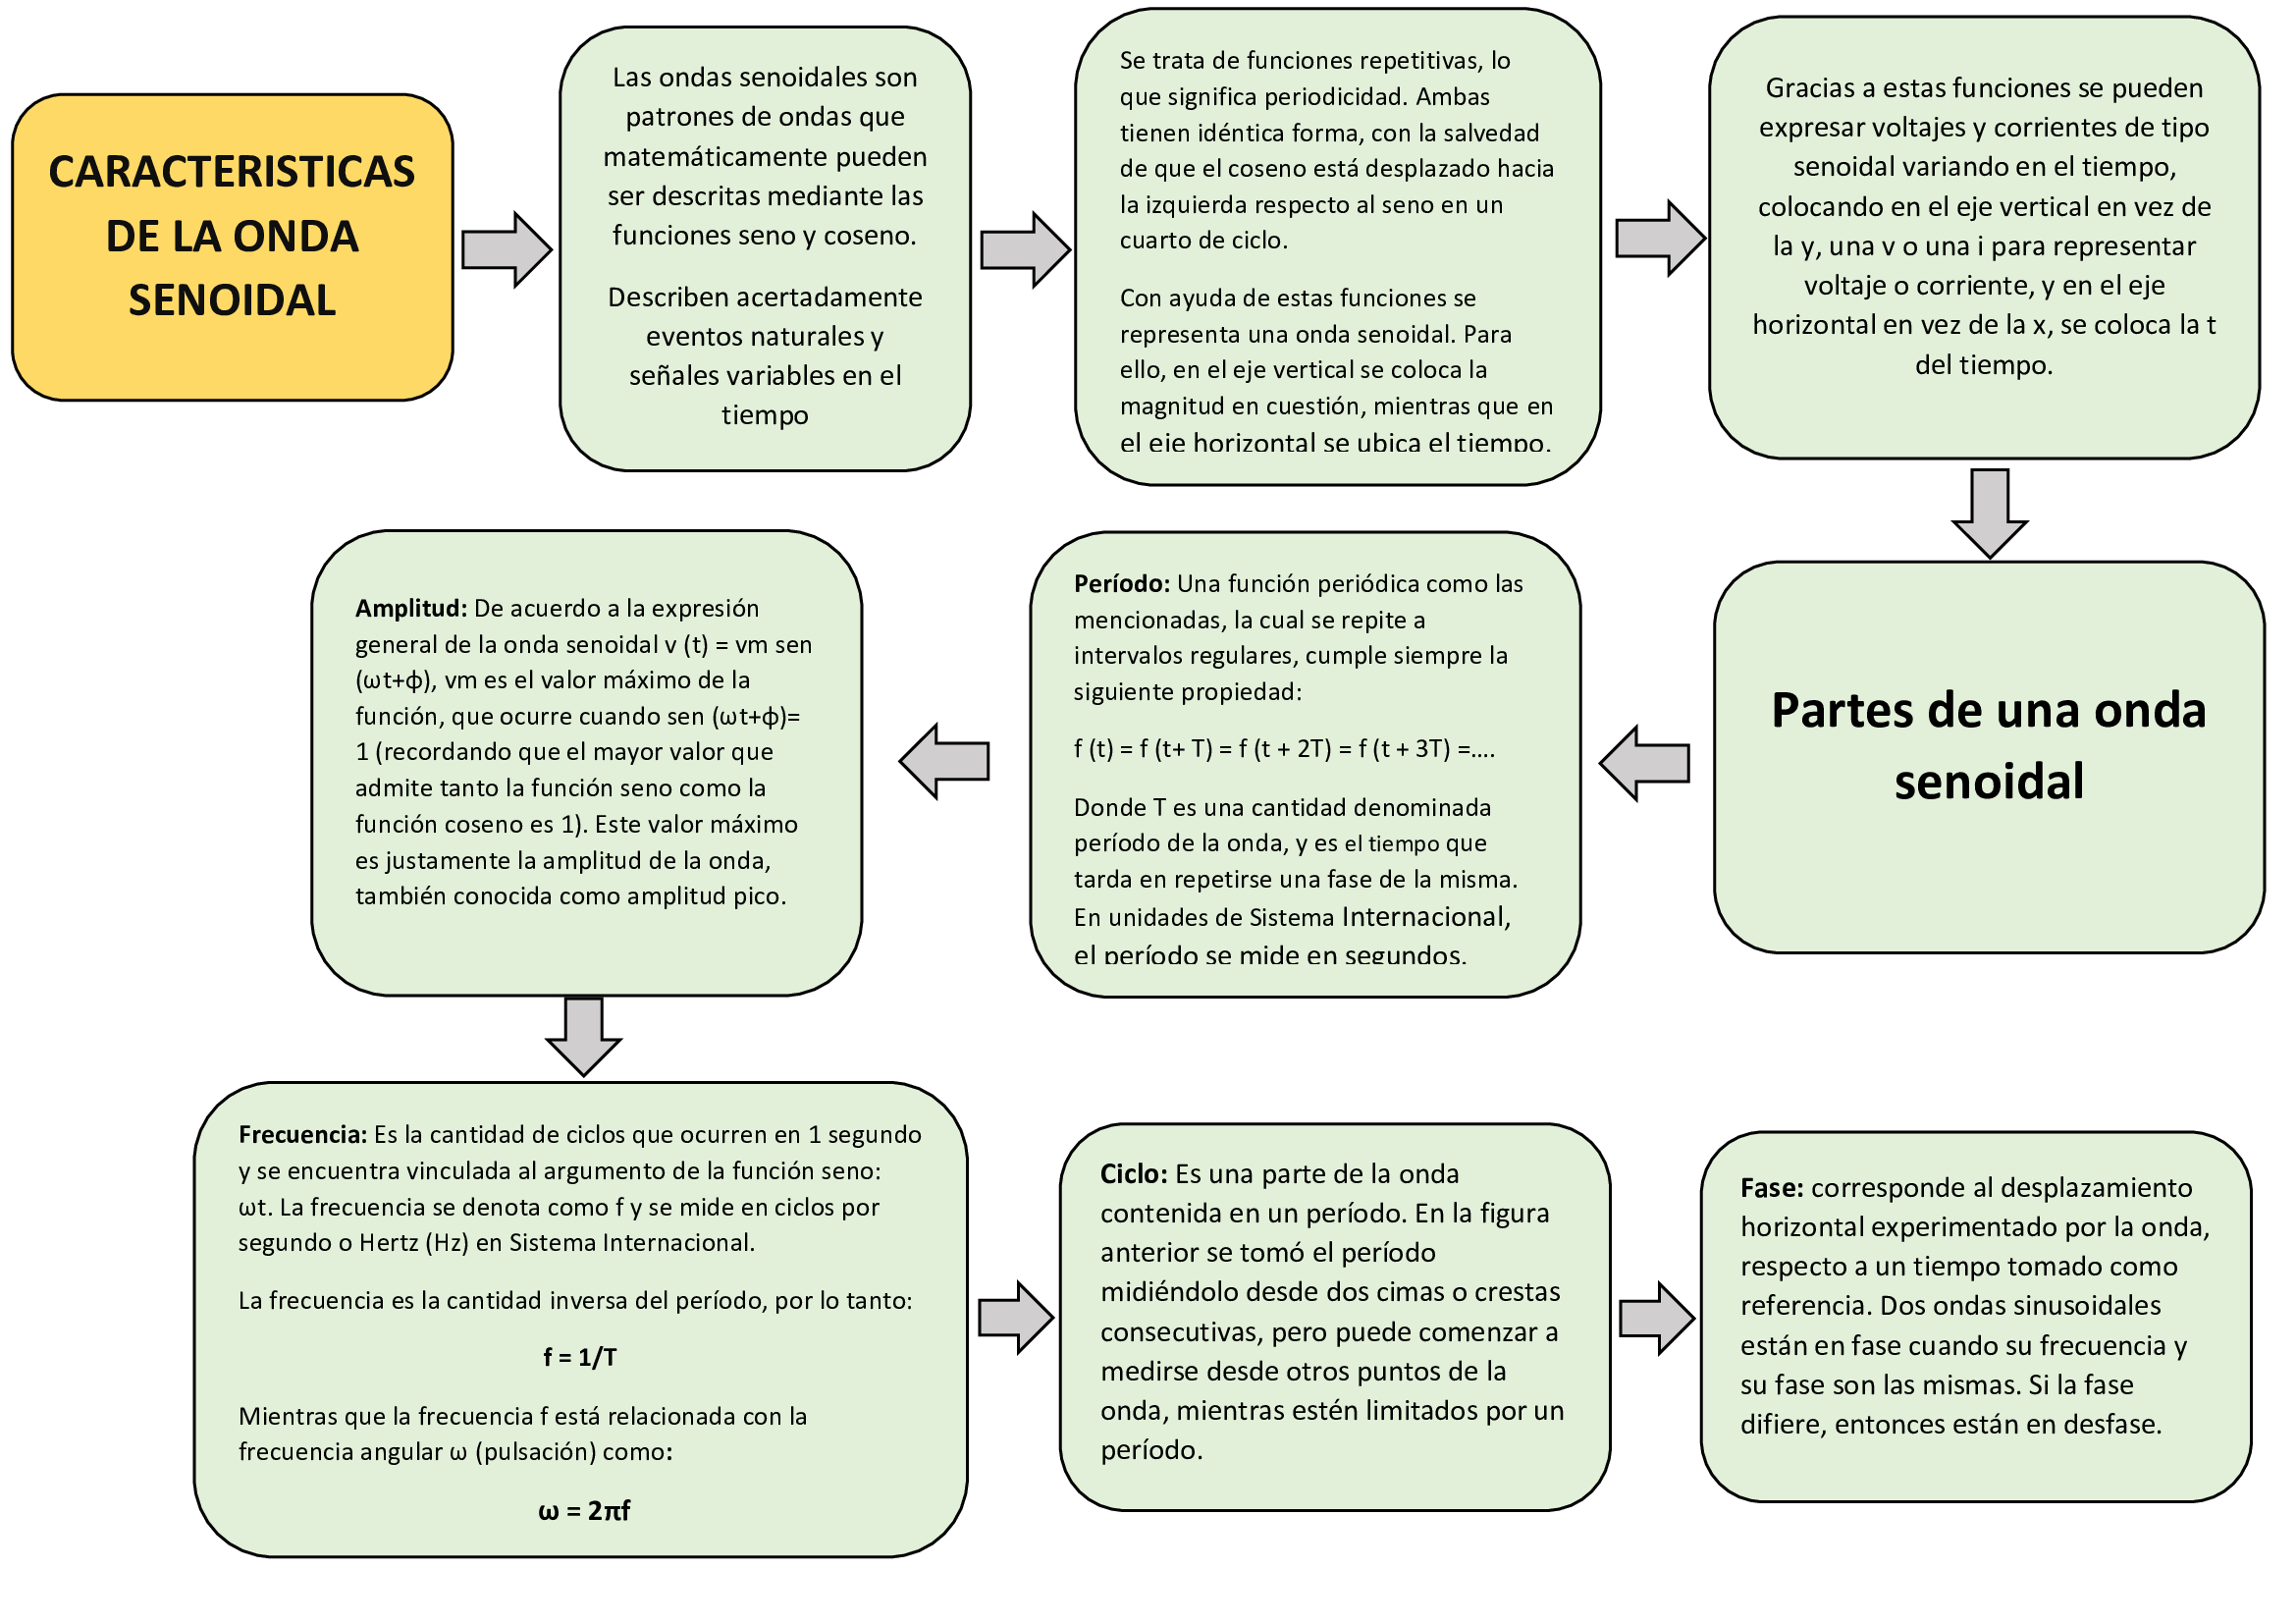 CARACTERISTICAS
DE LA ONDA
SENOIDAL
Las ondas senoidales son
patrones de ondas que
matemáticamente pueden
ser descritas mediante las
funciones seno y coseno.
Describen acertadamente
eventos naturales y
señales variables en el
tiempo
Se trata de funciones repetitivas, lo
que significa periodicidad. Ambas
tienen idéntica forma, con la salvedad
de que el coseno está desplazado hacia
la izquierda respecto al seno en un
cuarto de ciclo.
Con ayuda de estas funciones se
representa una onda senoidal. Para
ello, en el eje vertical se coloca la
magnitud en cuestión, mientras que en
el eje horizontal se ubica el tiempo.
Gracias a estas funciones se pueden
expresar voltajes y corrientes de tipo
senoidal variando en el tiempo,
colocando en el eje vertical en vez de
la y, una v o una i para representar
voltaje o corriente, y en el eje
horizontal en vez de la x, se coloca la t
del tiempo.
Partes de una onda
senoidal
Período: Una función periódica como las
mencionadas, la cual se repite a
intervalos regulares, cumple siempre la
siguiente propiedad:
f (t) = f (t+ T) = f (t + 2T) = f (t + 3T) =....
Donde T es una cantidad denominada
período de la onda, y es el tiempo que
tarda en repetirse una fase de la misma.
En unidades de Sistema Internacional,
el período se mide en segundos.
Amplitud: De acuerdo a la expresión
general de la onda senoidal v (t) = vm sen
(ωt+φ), vm es el valor máximo de la
función, que ocurre cuando sen (ωt+φ)=
1 (recordando que el mayor valor que
admite tanto la función seno como la
función coseno es 1). Este valor máximo
es justamente la amplitud de la onda,
también conocida como amplitud pico.
Frecuencia: Es la cantidad de ciclos que ocurren en 1 segundo
y se encuentra vinculada al argumento de la función seno:
ωt. La frecuencia se denota como f y se mide en ciclos por
segundo o Hertz (Hz) en Sistema Internacional.
La frecuencia es la cantidad inversa del período, por lo tanto:
f = 1/T
Mientras que la frecuencia f está relacionada con la
frecuencia angular ω (pulsación) como:
ω = 2πf
Ciclo: Es una parte de la onda
contenida en un período. En la figura
anterior se tomó el período
midiéndolo desde dos cimas o crestas
consecutivas, pero puede comenzar a
medirse desde otros puntos de la
onda, mientras estén limitados por un
período.
Fase: corresponde al desplazamiento
horizontal experimentado por la onda,
respecto a un tiempo tomado como
referencia. Dos ondas sinusoidales
están en fase cuando su frecuencia y
su fase son las mismas. Si la fase
difiere, entonces están en desfase.